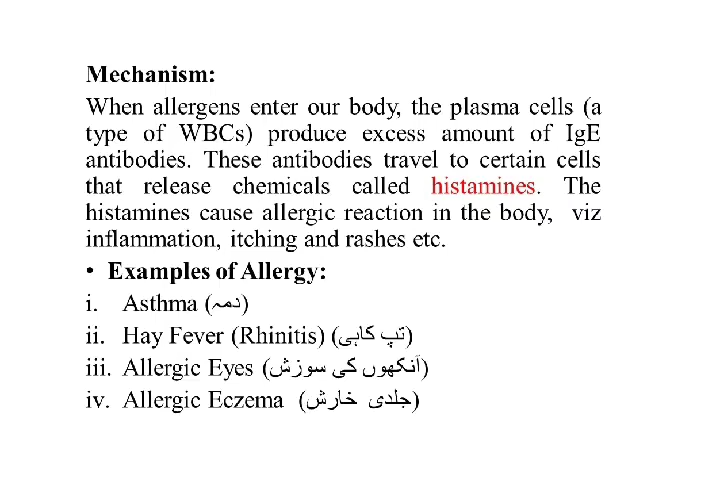 Mechanism:
When allergens enter our body, the plasma cells (a
type of WBCs) produce excess amount of IgE
antibodies. These antibodies travel to certain cells
that release chemicals called histamines. The
histamines cause allergic reaction in the body, viz
inflammation, itching and rashes etc.
• Examples of Allergy:
i. Asthma (دمہ)
ii. Hay Fever (Rhinitis) (تپ کاہی)
iii. Allergic Eyes (آنکھوں کی سوزش)
iv. Allergic Eczema (جلدی خارش)